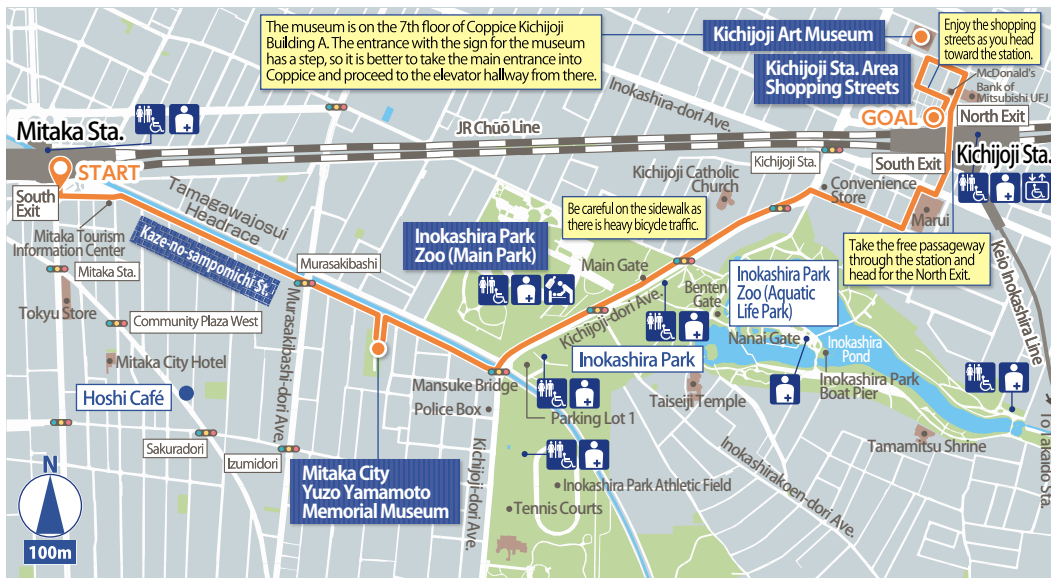 The museum is on the 7th floor of Coppice Kichijoji
Building A. The entrance with the sign for the museum
has a step, so it is better to take the main entrance into
Coppice and proceed to the elevator hallway from there.
Kichijoji Art Museum
Enjoy the shopping
streets as you head
toward the station.
Kichijoji Sta. Area
Shopping Streets
McDonald's
Bank of
Mitsubishi UFJ
Inokashira-dori Ave.
GOAL
North Exit
Mitaka Sta.
JR Chūō Line
Kichijoji Sta.
South Exit
Kichijoji Sta.
START
South
Exit
Kichijoji Catholic
Church
Convenience
Store
Marui
Tamagawajosui
Headrace
Mitaka Tourism
Information Center
Kaze-no-sampomichi St.
Be careful on the sidewalk as
there is heavy bicycle traffic.
Inokashira Park
Zoo (Main Park)
Take the free passageway
through the station and
head for the North Exit.
Keio Inokashira Line
Mitaka Sta.
Murasakibashi
Main Gate
Inokashira Park
Zoo (Aquatic
Life Park)
Benten
Gate
Tokyu Store
Community Plaza West
Murasakibashi-dori Ave.
Kichijoji-dori Ave.
Nanai Gate
Inokashira
Pond
Mitaka City Hotel
Inokashira Park
Hoshi Café
Mansuke Bridge
Police Box
Parking Lot 1
Taiseiji Temple
Inokashira Park
Boat Pier
To Takaido Sta.
Sakuradori
Izumidori
Tamamitsu Shrine
Mitaka City
Yuzo Yamamoto
Memorial Museum
Kichijoji-dori Ave.
Inokashirakoen-dori Ave.
Inokashira Park Athletic Field
Tennis Courts
N
100m